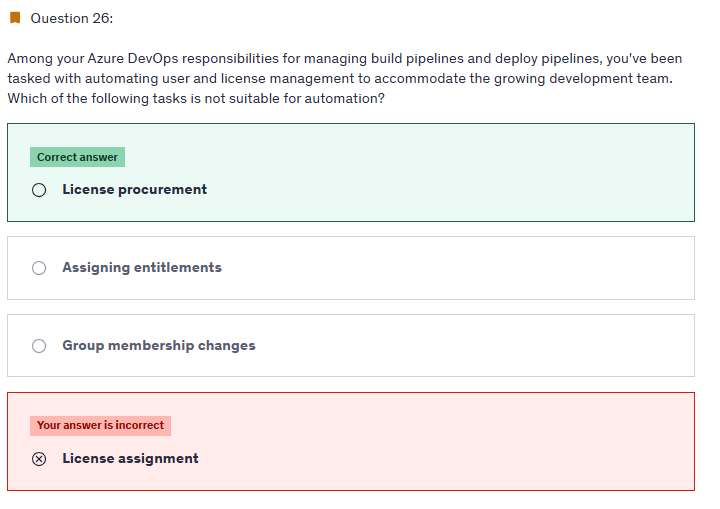 Question 26:
Among your Azure DevOps responsibilities for managing build pipelines and deploy pipelines, you've been
tasked with automating user and license management to accommodate the growing development team.
Which of the following tasks is not suitable for automation?
Correct answer
License procurement
Assigning entitlements
Group membership changes
Your answer is incorrect
License assignment